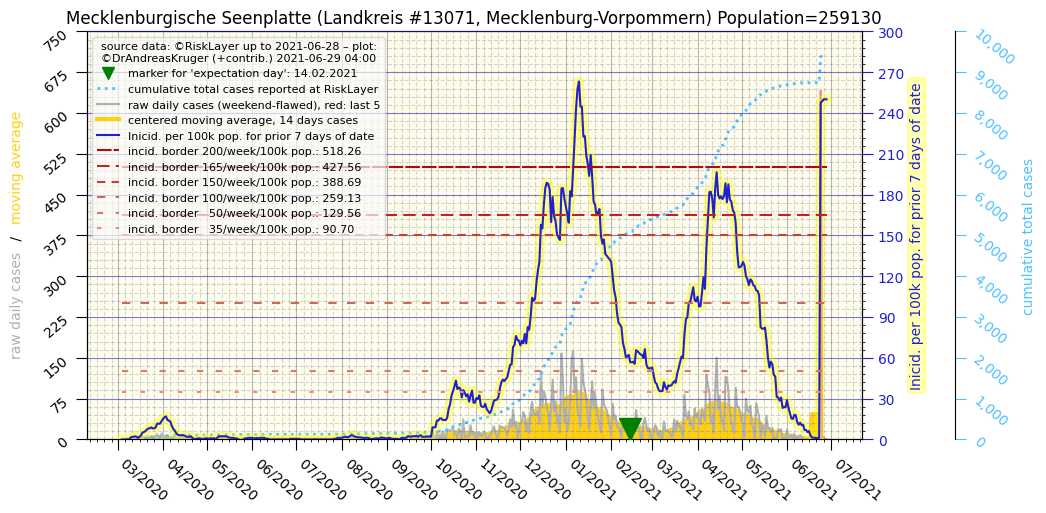 Mecklenburgische Seenplatte (Landkreis #13071, Mecklenburg-Vorpommern) Population=259130
source data: ©RiskLayer up to 2021-06-28 – plot:
©DrAndreasKruger (+contrib.) 2021-06-29 04:00
marker for 'expectation day': 14.02.2021
cumulative total cases reported at RiskLayer
raw daily cases (weekend-flawed), red: last 5
centered moving average, 14 days cases
Inicid. per 100k pop. for prior 7 days of date
incid. border 200/week/100k pop.: 518.26
incid. border 165/week/100k pop.: 427.56
incid. border 150/week/100k pop.: 388.69
incid. border 100/week/100k pop.: 259.13
incid. border   50/week/100k pop.: 129.56
incid. border   35/week/100k pop.: 90.70
raw daily cases / moving average
750
675
600
525
450
375
300
225
150
75
0
300
270
240
210
180
150
120
90
60
30
0
Inicid. per 100k pop. for prior 7 days of date
10,000
9,000
8,000
7,000
6,000
5,000
4,000
3,000
2,000
1,000
0
cumulative total cases
03/2020
04/2020
05/2020
06/2020
07/2020
08/2020
09/2020
10/2020
11/2020
12/2020
01/2021
02/2021
03/2021
04/2021
05/2021
06/2021
07/2021